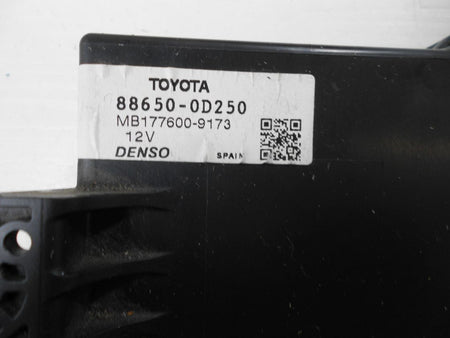 TOYOTA
88650-0D250
MB177600-9173
12V
DENSO SPAIN